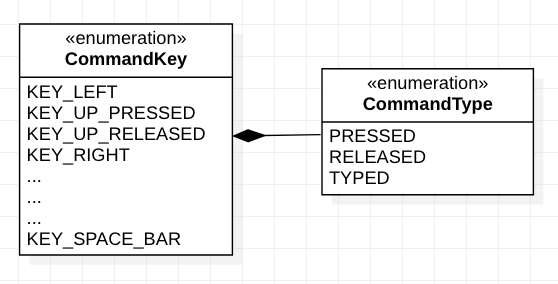 «enumeration»
CommandKey
KEY_LEFT
KEY_UP_PRESSED
KEY_UP_RELEASED
KEY_RIGHT
...
...
...
KEY_SPACE_BAR
«enumeration»
CommandType
PRESSED
RELEASED
TYPED